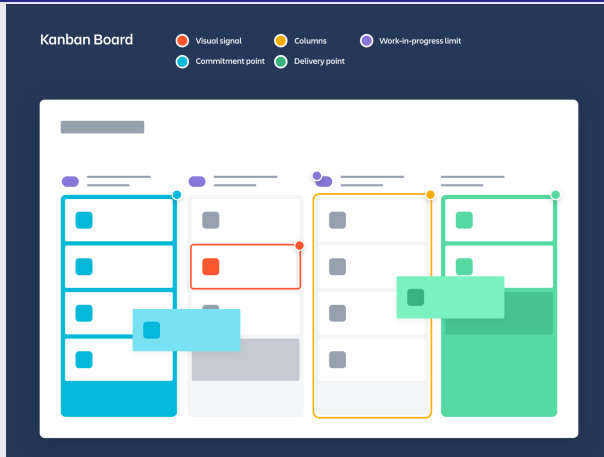 Kanban Board
Visual signal
Columns
Work-in-progress limit
Commitment point
Delivery point